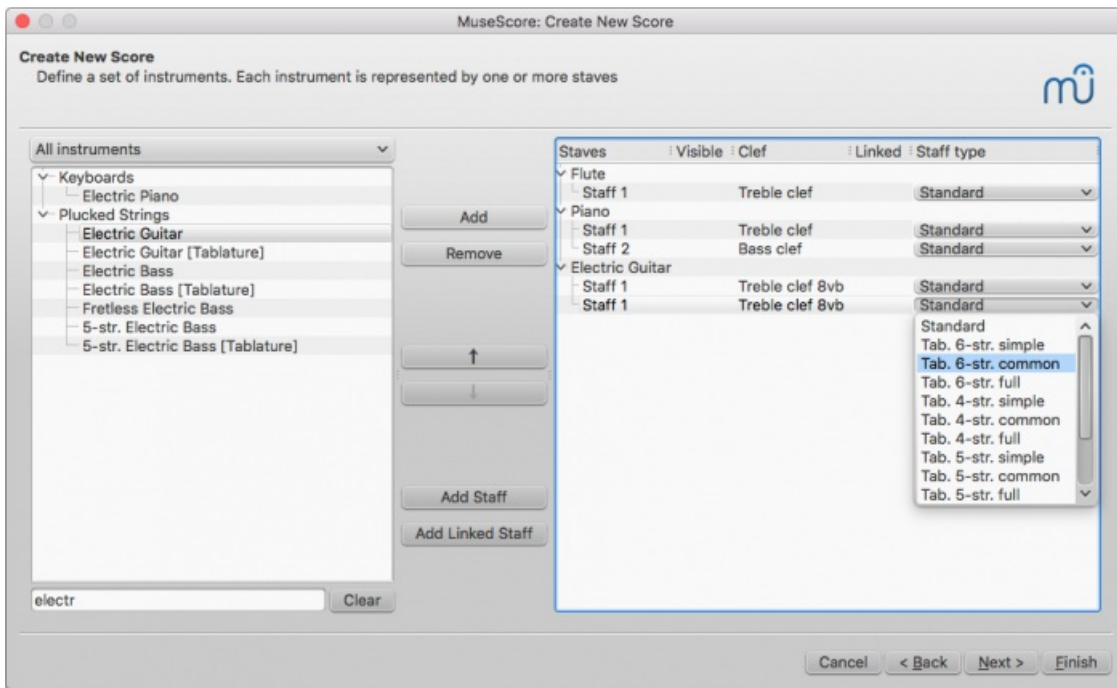 MuseScore: Create New Score
Create New Score
Define a set of instruments. Each instrument is represented by one or more staves
mu
All instruments
Keyboards
Electric Piano
Plucked Strings
Electric Guitar
Electric Guitar [Tablature]
Electric Bass
Electric Bass [Tablature]
Fretless Electric Bass
5-str. Electric Bass
5-str. Electric Bass [Tablature]
electr
Clear
Add
Remove
↑
↓
Add Staff
Add Linked Staff
Staves Visible Clef Linked Staff type
Flute
Staff 1 Treble clef Standard
Piano
Staff 1 Treble clef Standard
Staff 2 Bass clef Standard
Electric Guitar
Staff 1 Treble clef 8vb Standard
Staff 1 Treble clef 8vb Standard
Standard
Tab. 6-str. simple
Tab. 6-str. common
Tab. 6-str. full
Tab. 4-str. simple
Tab. 4-str. common
Tab. 4-str. full
Tab. 5-str. simple
Tab. 5-str. common
Tab. 5-str. full
Cancel < Back Next > Finish